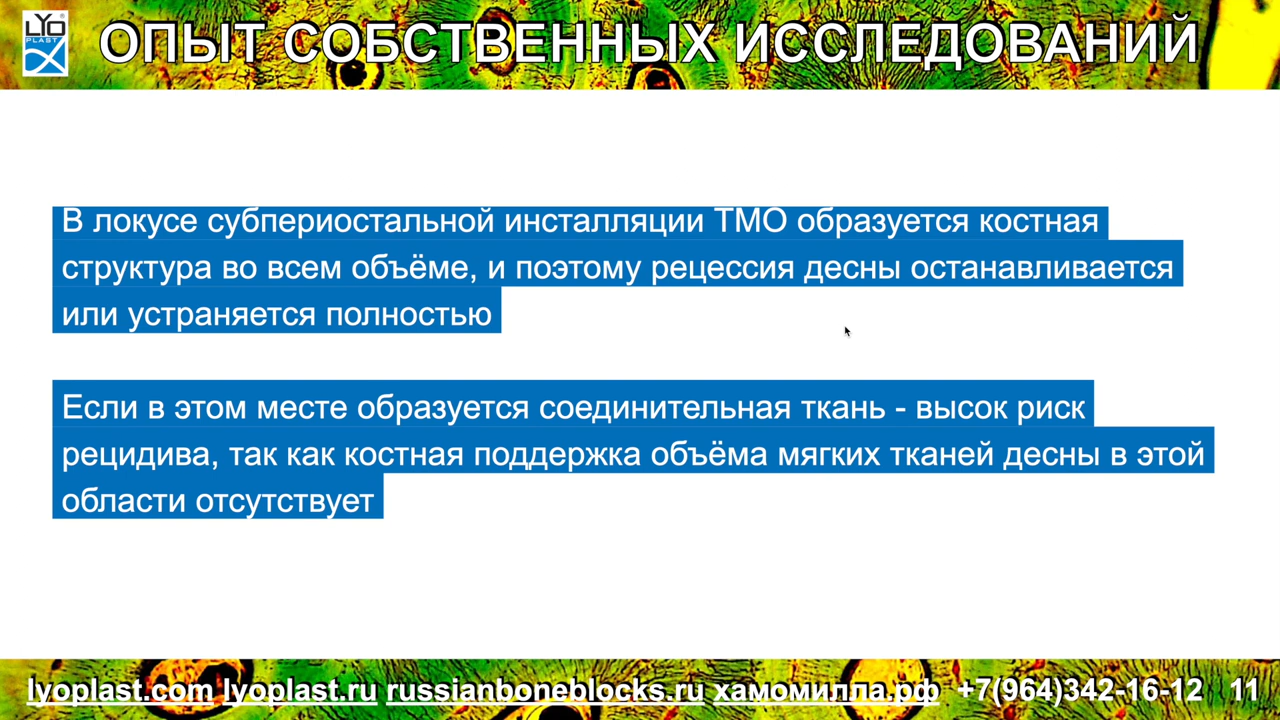 LYO
PLAST
ОПЫТ СОБСТВЕННЫХ ИССЛЕДОВАНИЙ
В локусе субпериостальной инсталляции ТМО образуется костная
структура во всем объёме, и поэтому рецессия десны останавливается
или устраняется полностью
Если в этом месте образуется соединительная ткань - высок риск
рецидива, так как костная поддержка объёма мягких тканей десны в этой
области отсутствует
lyoplast.com lyoplast.ru russianboneblocks.ru хамомилла.рф +7(964)342-16-12 11